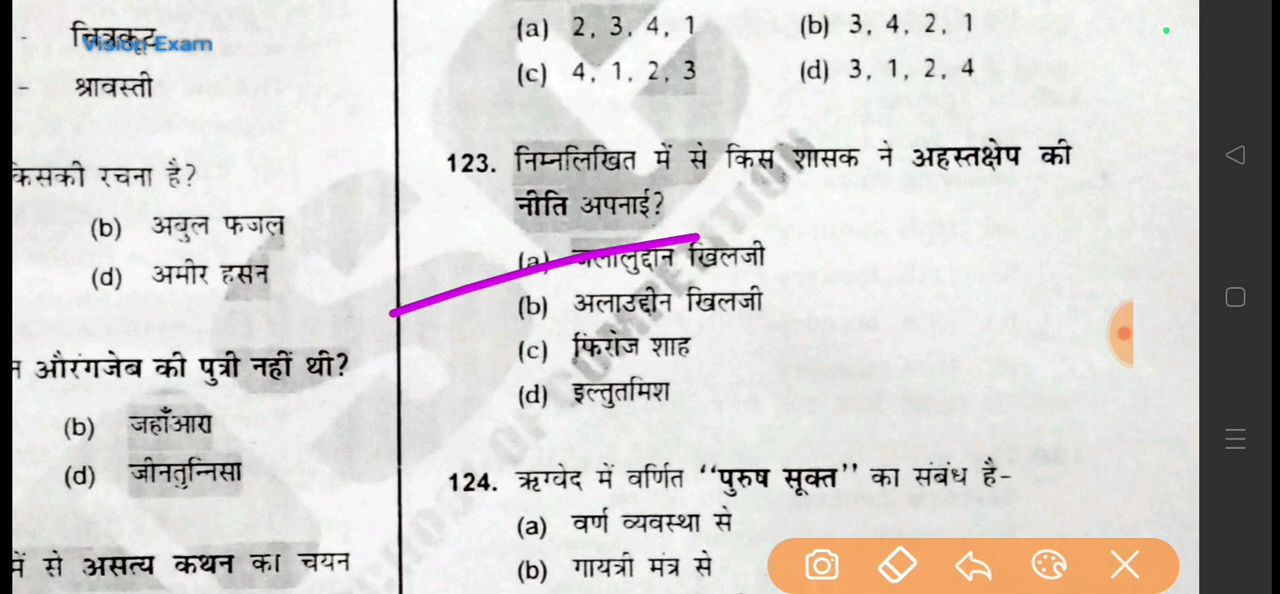 चित्रकूट
Vision Exam
- श्रावस्ती
किसकी रचना है?
(b) अबुल फजल
(d) अमीर हसन
औरंगजेब की पुत्री नहीं थी?
(b) जहाँआरा
(d) जीनतुन्निसा
में से असत्य कथन का चयन
(a) 2, 3, 4, 1
(b) 3, 4, 2, 1
(c) 4, 1, 2, 3
(d) 3, 1, 2, 4
123. निम्नलिखित में से किस शासक ने अहस्तक्षेप की
नीति अपनाई?
(a) जलालुद्दीन खिलजी
(b) अलाउद्दीन खिलजी
(c) फिरोज शाह
(d) इल्तुतमिश
124. ऋग्वेद में वर्णित "पुरुष सूक्त" का संबंध है-
(a) वर्ण व्यवस्था से
(b) गायत्री मंत्र से
OF COMPETITION